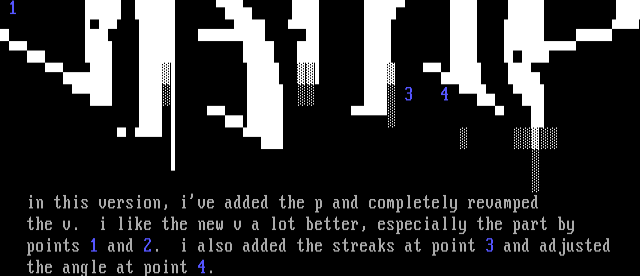 1
3 4
in this version, i've added the p and completely revamped
the v. i like the new v a lot better, especially the part by
points 1 and 2. i also added the streaks at point 3 and adjusted
the angle at point 4.